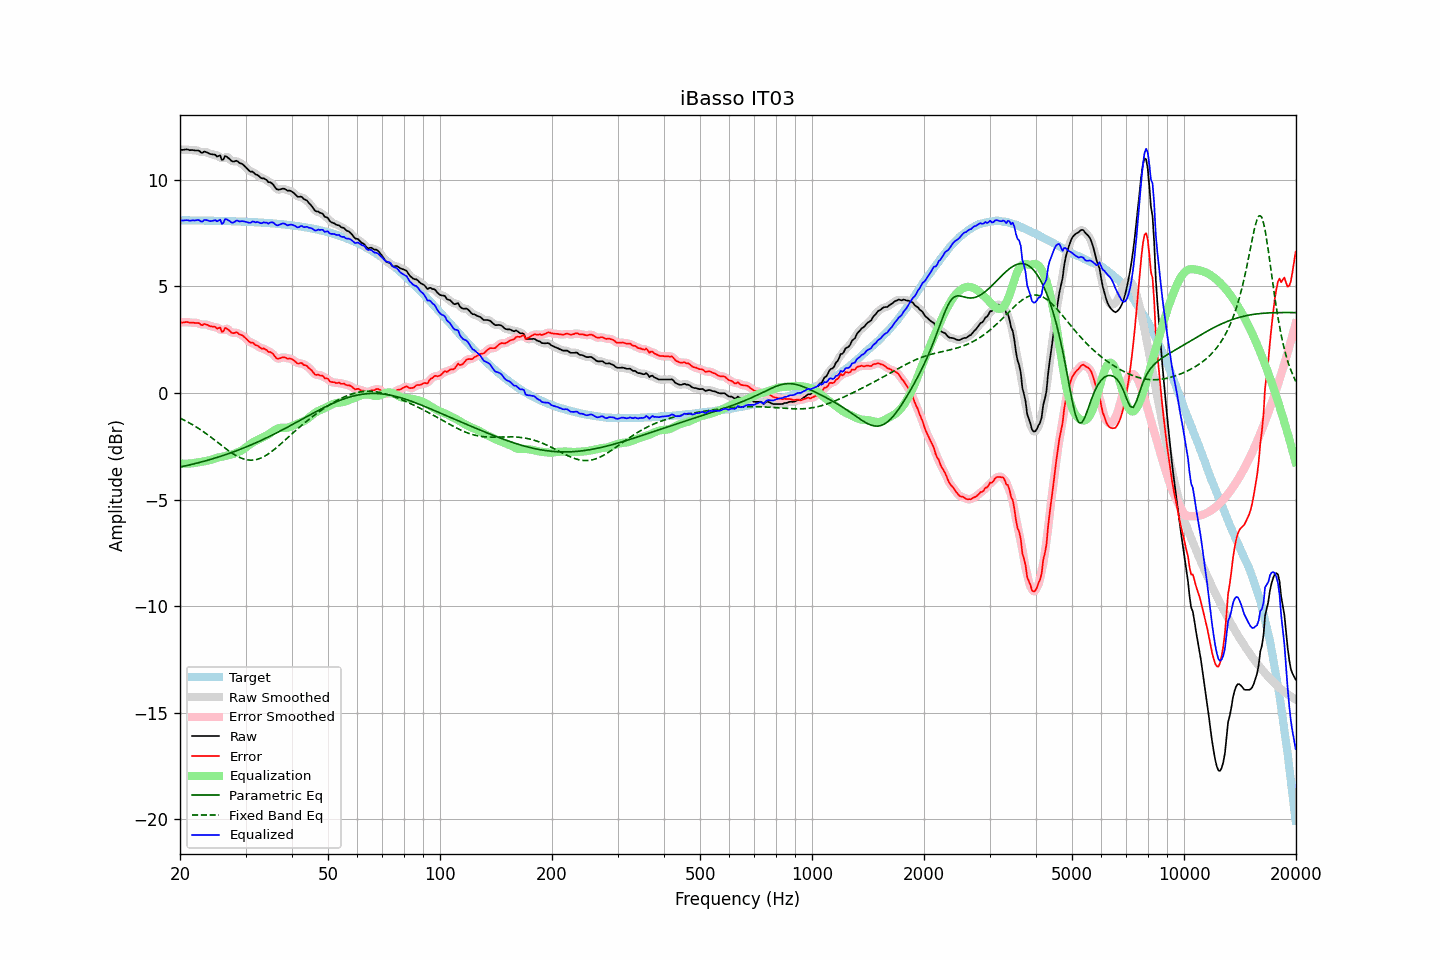 iBasso IT03
Amplitude (dBr)
10
5
0
−5
−10
−15
−20
Target
Raw Smoothed
Error Smoothed
Raw
Error
Equalization
Parametric Eq
Fixed Band Eq
Equalized
20 50 100 200 500 1000 2000 5000 10000 20000
Frequency (Hz)